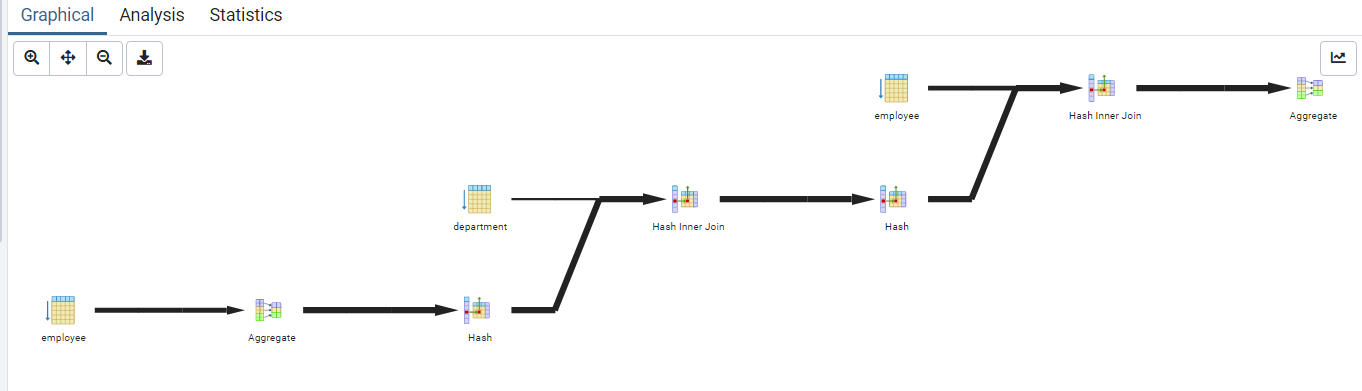 Graphical Analysis Statistics
employee
Hash Inner Join
Aggregate
department
Hash Inner Join
Hash
employee
Aggregate
Hash